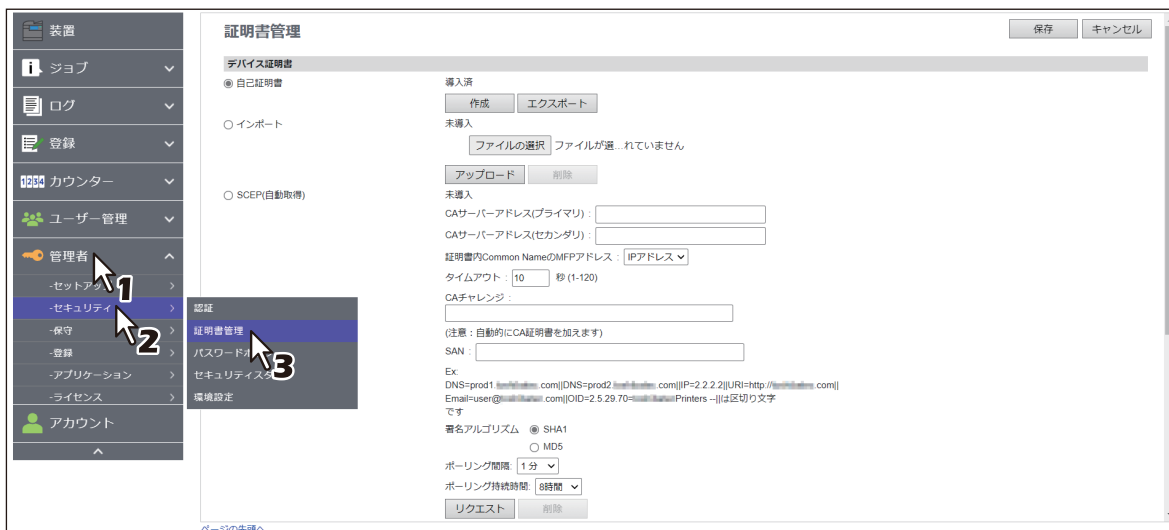 装置
ジョブ
ログ
登録
1234 カウンター
ユーザー管理
管理者
-セットアップ
-セキュリティ
-保守
-登録
-アプリケーション
-ライセンス
アカウント
1
2
3
認証
証明書管理
パスワードポ
セキュリティスタ
環境設定
証明書管理
保存 キャンセル
デバイス証明書
自己証明書 導入済
作成 エクスポート
インポート 未導入
ファイルの選択 ファイルが選...れていません
アップロード 削除
SCEP(自動取得) 未導入
CAサーバーアドレス(プライマリ) :
CAサーバーアドレス(セカンダリ) :
証明書内Common NameのMFPアドレス : IPアドレス
タイムアウト : 10 秒 (1-120)
CAチャレンジ :
(注意：自動的にCA証明書を加えます)
SAN :
Ex:
DNS=prod1. .com||DNS=prod2. .com||IP=2.2.2.2||URI=http:// .com||
Email=user@ .com||OID=2.5.29.70= Printers --||は区切り文字
です
署名アルゴリズム SHA1
MD5
ポーリング間隔: 1 分
ポーリング持続時間: 8時間
リクエスト 削除
ページの先頭へ